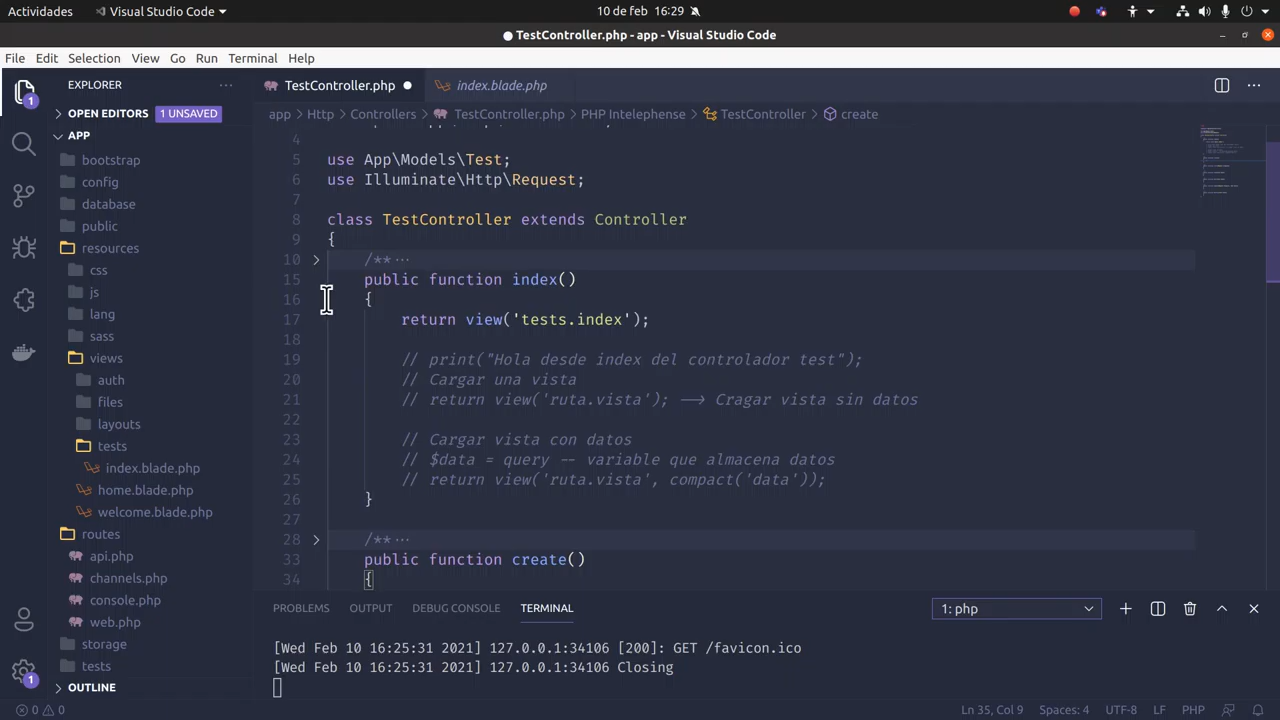 Actividades
Visual Studio Code
10 de feb 16:29
● TestController.php - app - Visual Studio Code
File Edit Selection View Go Run Terminal Help
1
EXPLORER
TestController.php ●
index.blade.php
OPEN EDITORS 1 UNSAVED
app > Http > Controllers > TestController.php > PHP Intelephense > TestController > create
APP
bootstrap
config
database
public
resources
css
js
lang
sass
views
auth
files
layouts
tests
index.blade.php
home.blade.php
welcome.blade.php
routes
api.php
channels.php
console.php
web.php
storage
tests
OUTLINE
1
4
5 use App\Models\Test;
6 use Illuminate\Http\Request;
7
8 class TestController extends Controller
9 {
10 /** ···
15 public function index()
16 {
17 return view('tests.index');
18
19 // print("Hola desde index del controlador test");
20 // Cargar una vista
21 // return view('ruta.vista'); --> Cragar vista sin datos
22
23 // Cargar vista con datos
24 // $data = query -- variable que almacena datos
25 // return view('ruta.vista', compact('data'));
26 }
27
28 /** ···
33 public function create()
34 {
PROBLEMS OUTPUT DEBUG CONSOLE TERMINAL
1: php
[Wed Feb 10 16:25:31 2021] 127.0.0.1:34106 [200]: GET /favicon.ico
[Wed Feb 10 16:25:31 2021] 127.0.0.1:34106 Closing
0 0
Ln 35, Col 9 Spaces: 4 UTF-8 LF PHP